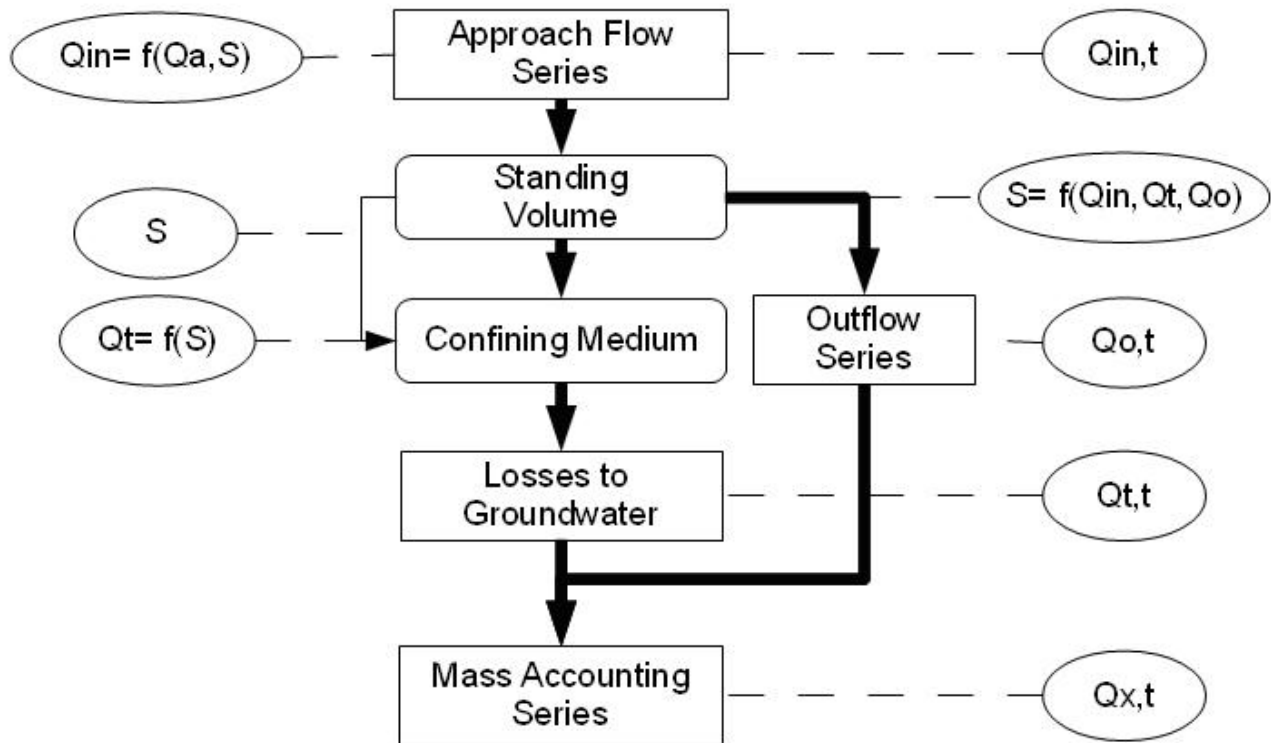 Qin= f(Qa,S)
Approach Flow
Series
Qin,t
Standing
Volume
S= f(Qin,Qt,Qo)
S
Qt= f(S)
Confining Medium
Outflow
Series
Qo,t
Losses to
Groundwater
Qt,t
Mass Accounting
Series
Qx,t